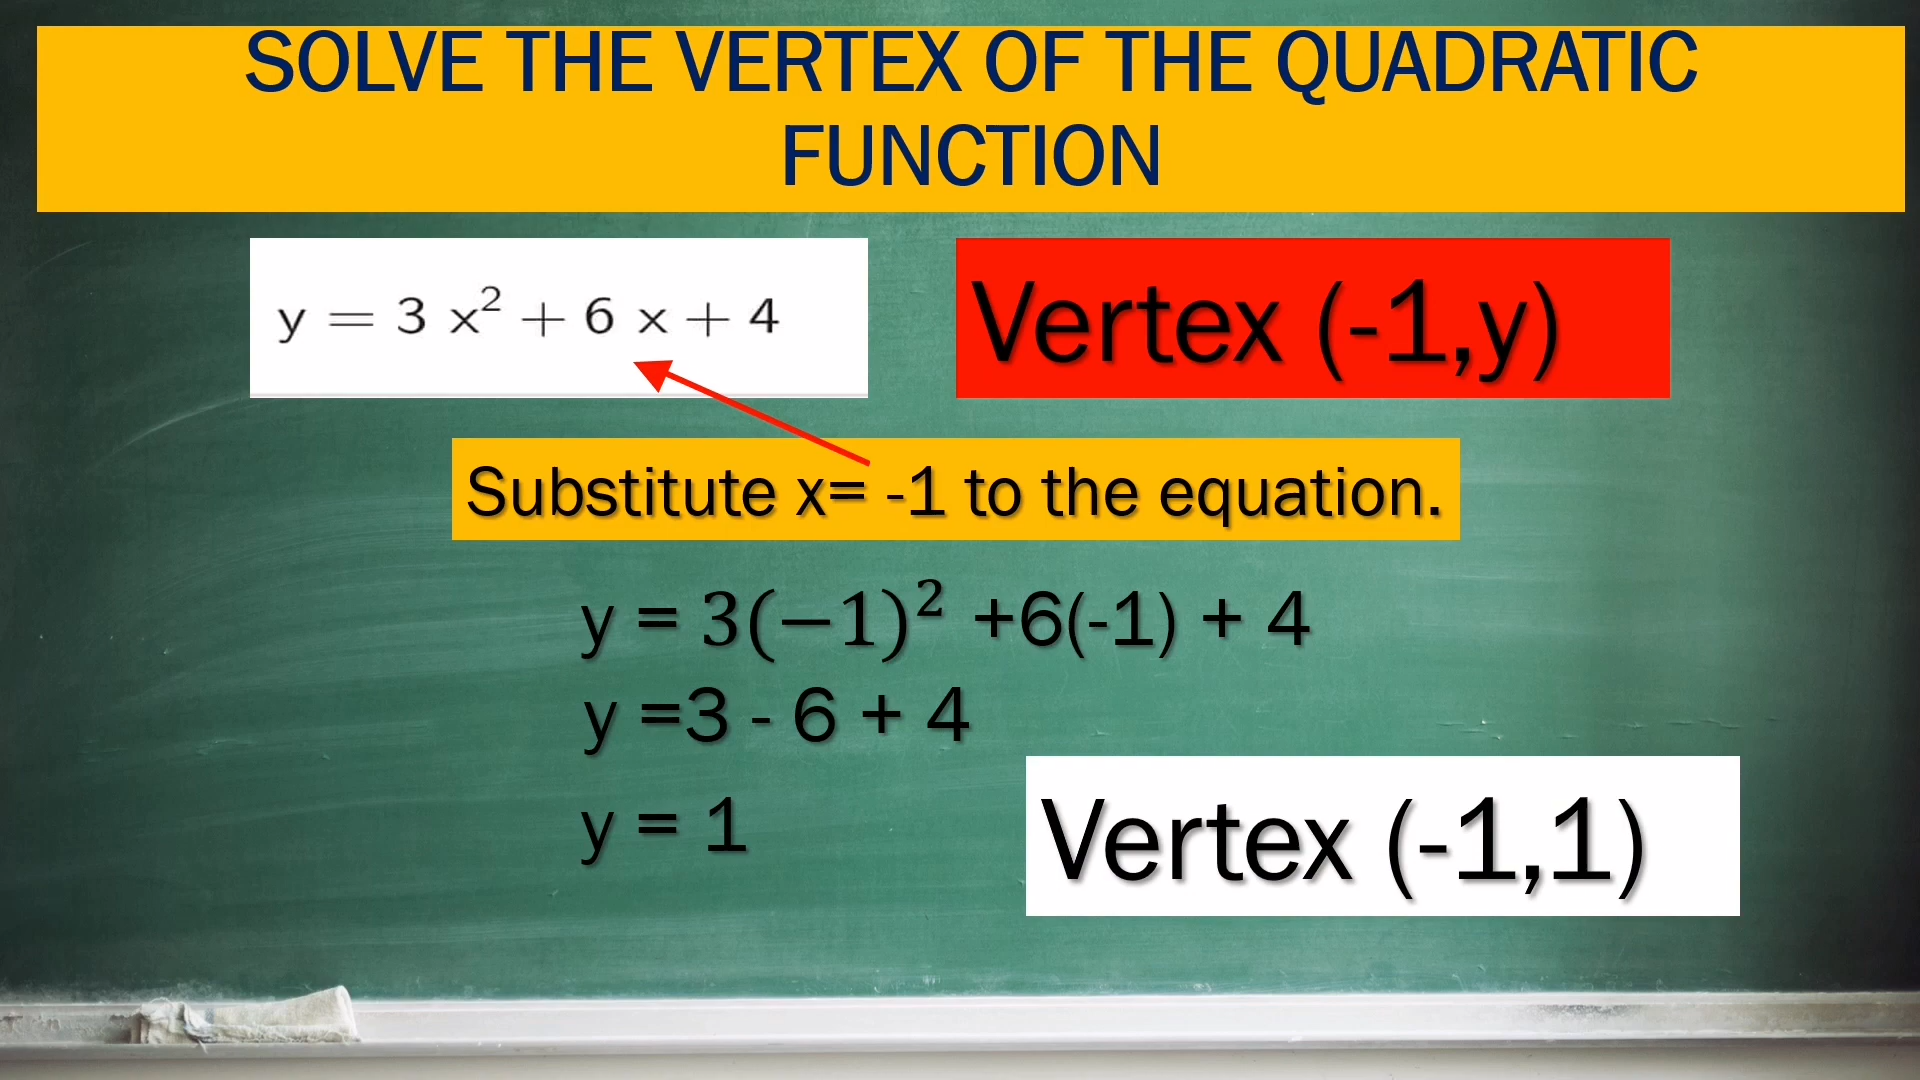 SOLVE THE VERTEX OF THE QUADRATIC
FUNCTION
y = 3 x² + 6 x + 4
Vertex (-1,y)
Substitute x= -1 to the equation.
y = 3(−1)² +6(-1) + 4
y =3 - 6 + 4
y = 1
Vertex (-1,1)